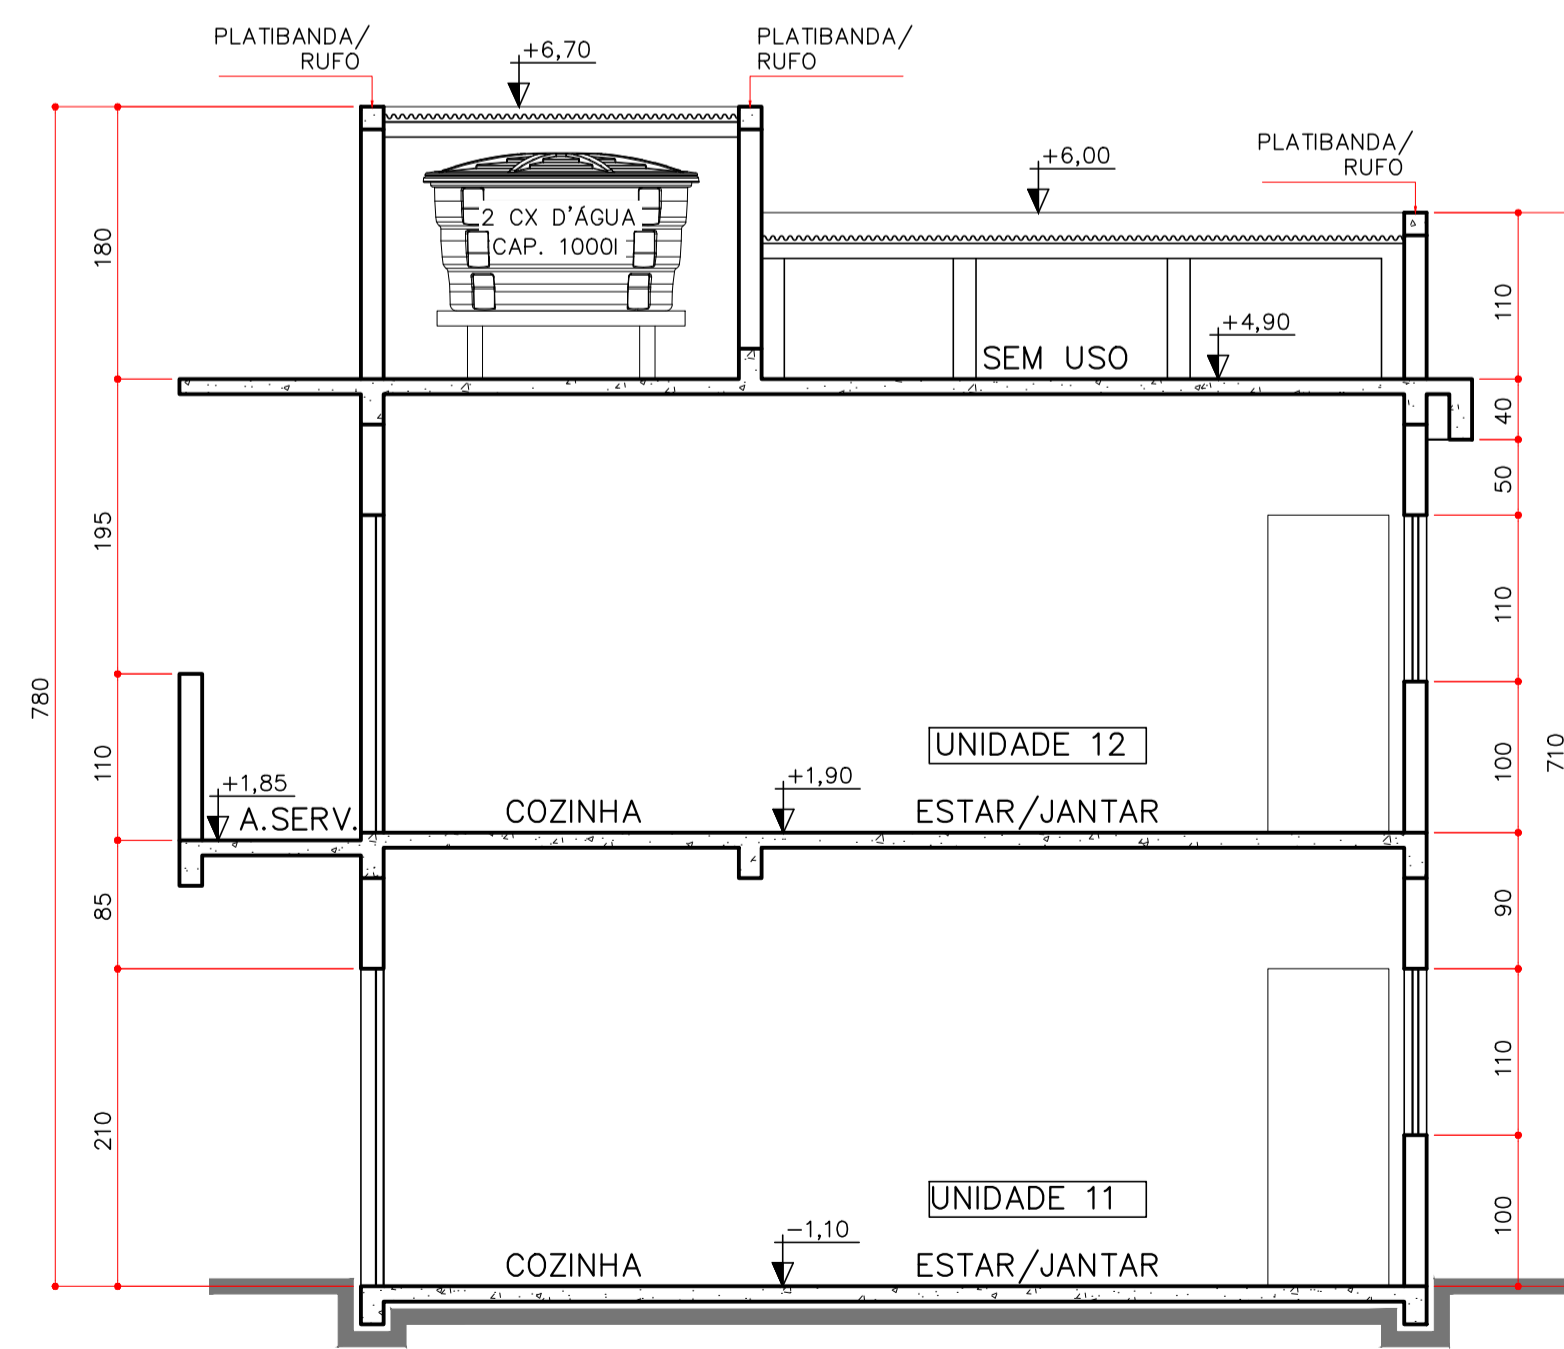 PLATIBANDA/
RUFO
+6,70
PLATIBANDA/
RUFO
PLATIBANDA/
RUFO
+6,00
2 CX D'ÁGUA
CAP. 1000l
180
110
+4,90
SEM USO
40
50
195
110
780
710
UNIDADE 12
110
100
+1,85
A.SERV.
+1,90
COZINHA
ESTAR/JANTAR
85
90
110
210
UNIDADE 11
100
-1,10
COZINHA
ESTAR/JANTAR